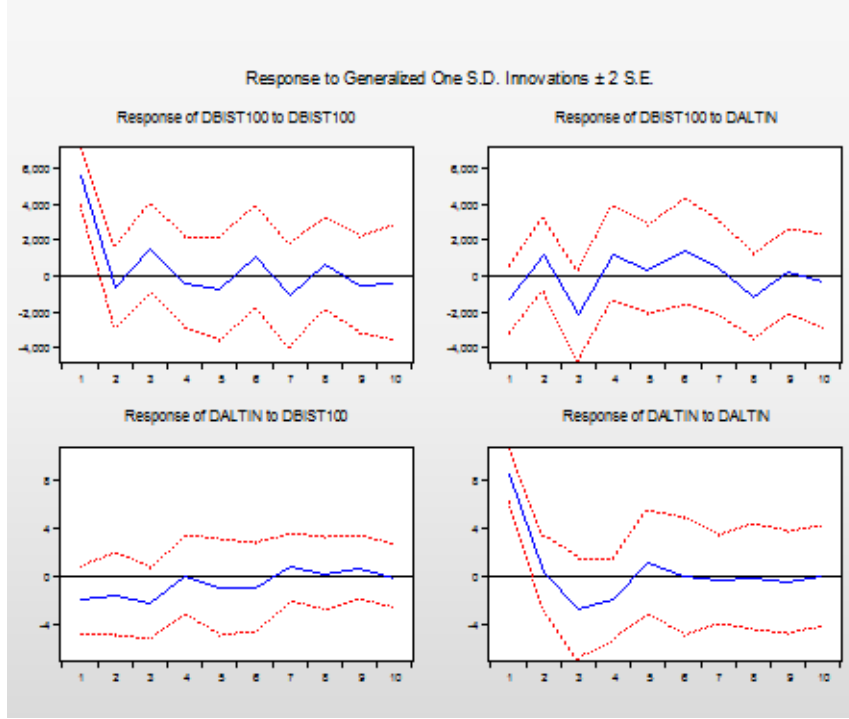 Response to Generalized One S.D. Innovations ± 2 S.E.
Response of DBIST100 to DBIST100
6,000
4,000
2,000
0
-2,000
-4,000
1 2 3 4 5 6 7 8 9 10
Response of DBIST100 to DALTIN
6,000
4,000
2,000
0
-2,000
-4,000
1 2 3 4 5 6 7 8 9 10
Response of DALTIN to DBIST100
8
4
0
-4
1 2 3 4 5 6 7 8 9 10
Response of DALTIN to DALTIN
8
4
0
-4
1 2 3 4 5 6 7 8 9 10